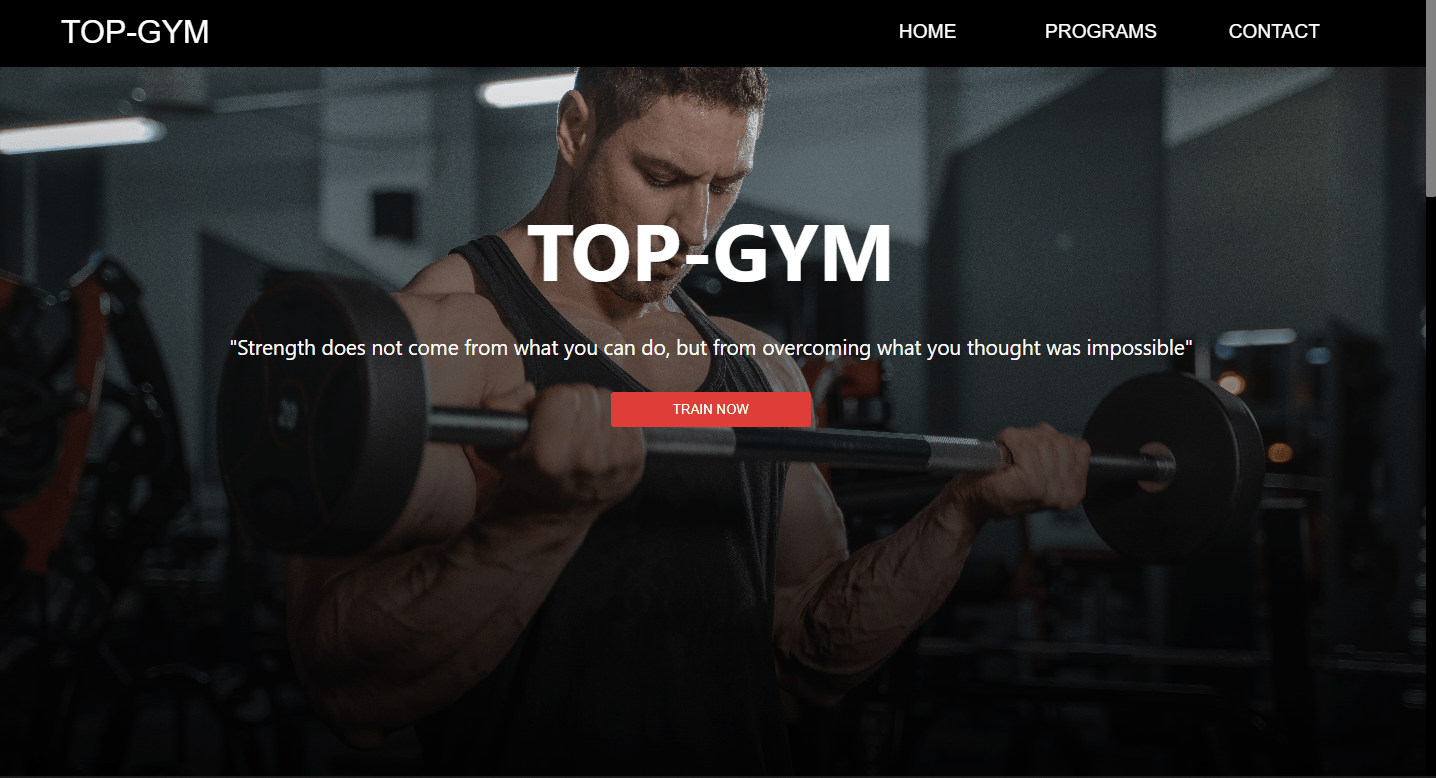 TOP-GYM
HOME PROGRAMS CONTACT
TOP-GYM
"Strength does not come from what you can do, but from overcoming what you thought was impossible"
TRAIN NOW